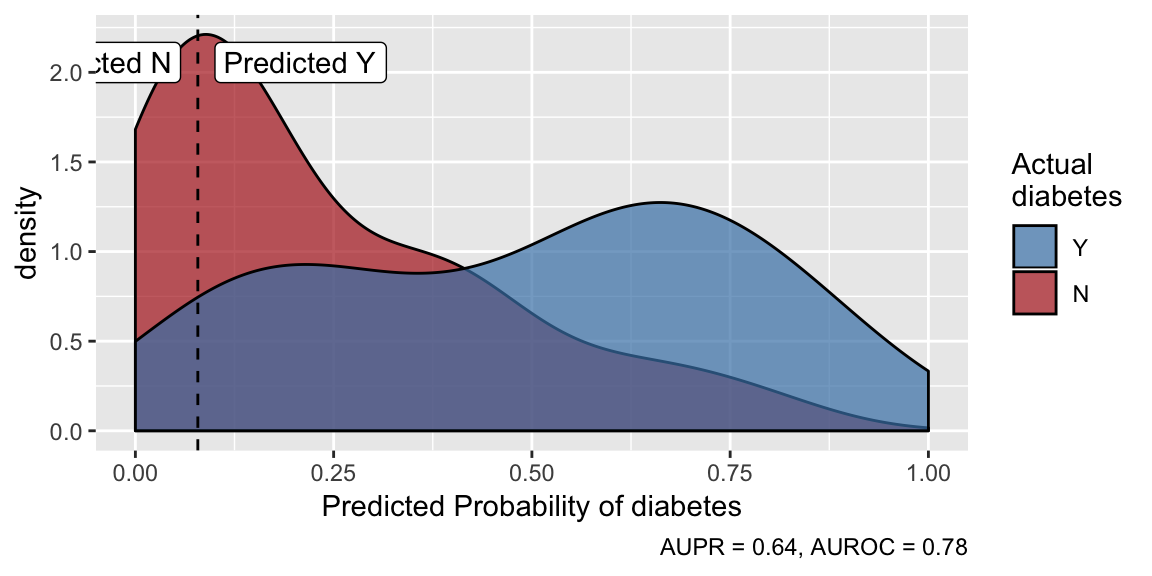 cted N
Predicted Y
2.0
1.5
1.0
0.5
0.0
density
0.00 0.25 0.50 0.75 1.00
Predicted Probability of diabetes
AUPR = 0.64, AUROC = 0.78
Actual
diabetes
Y
N